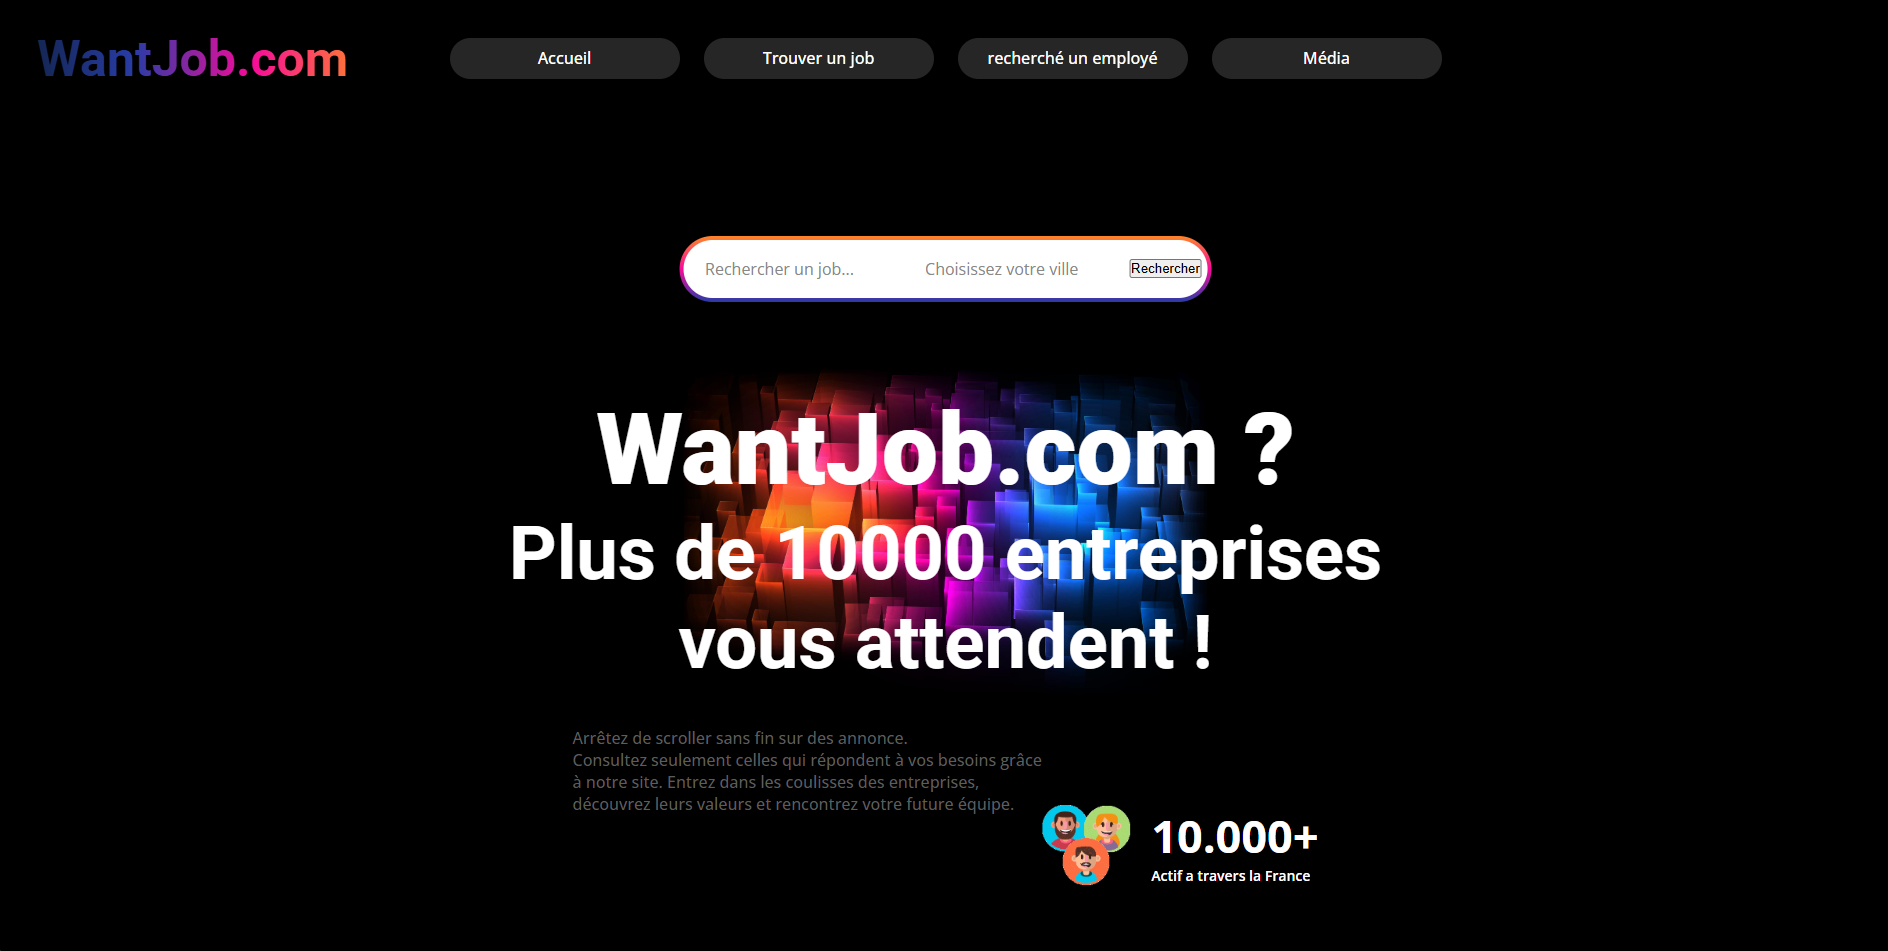 WantJob.com
Accueil
Trouver un job
recherché un employé
Média
Rechercher un job...
Choisissez votre ville
Rechercher
WantJob.com ?
Plus de 10000 entreprises
vous attendent !
Arrêtez de scroller sans fin sur des annonce.
Consultez seulement celles qui répondent à vos besoins grâce
à notre site. Entrez dans les coulisses des entreprises,
découvrez leurs valeurs et rencontrez votre future équipe.
10.000+
Actif a travers la France